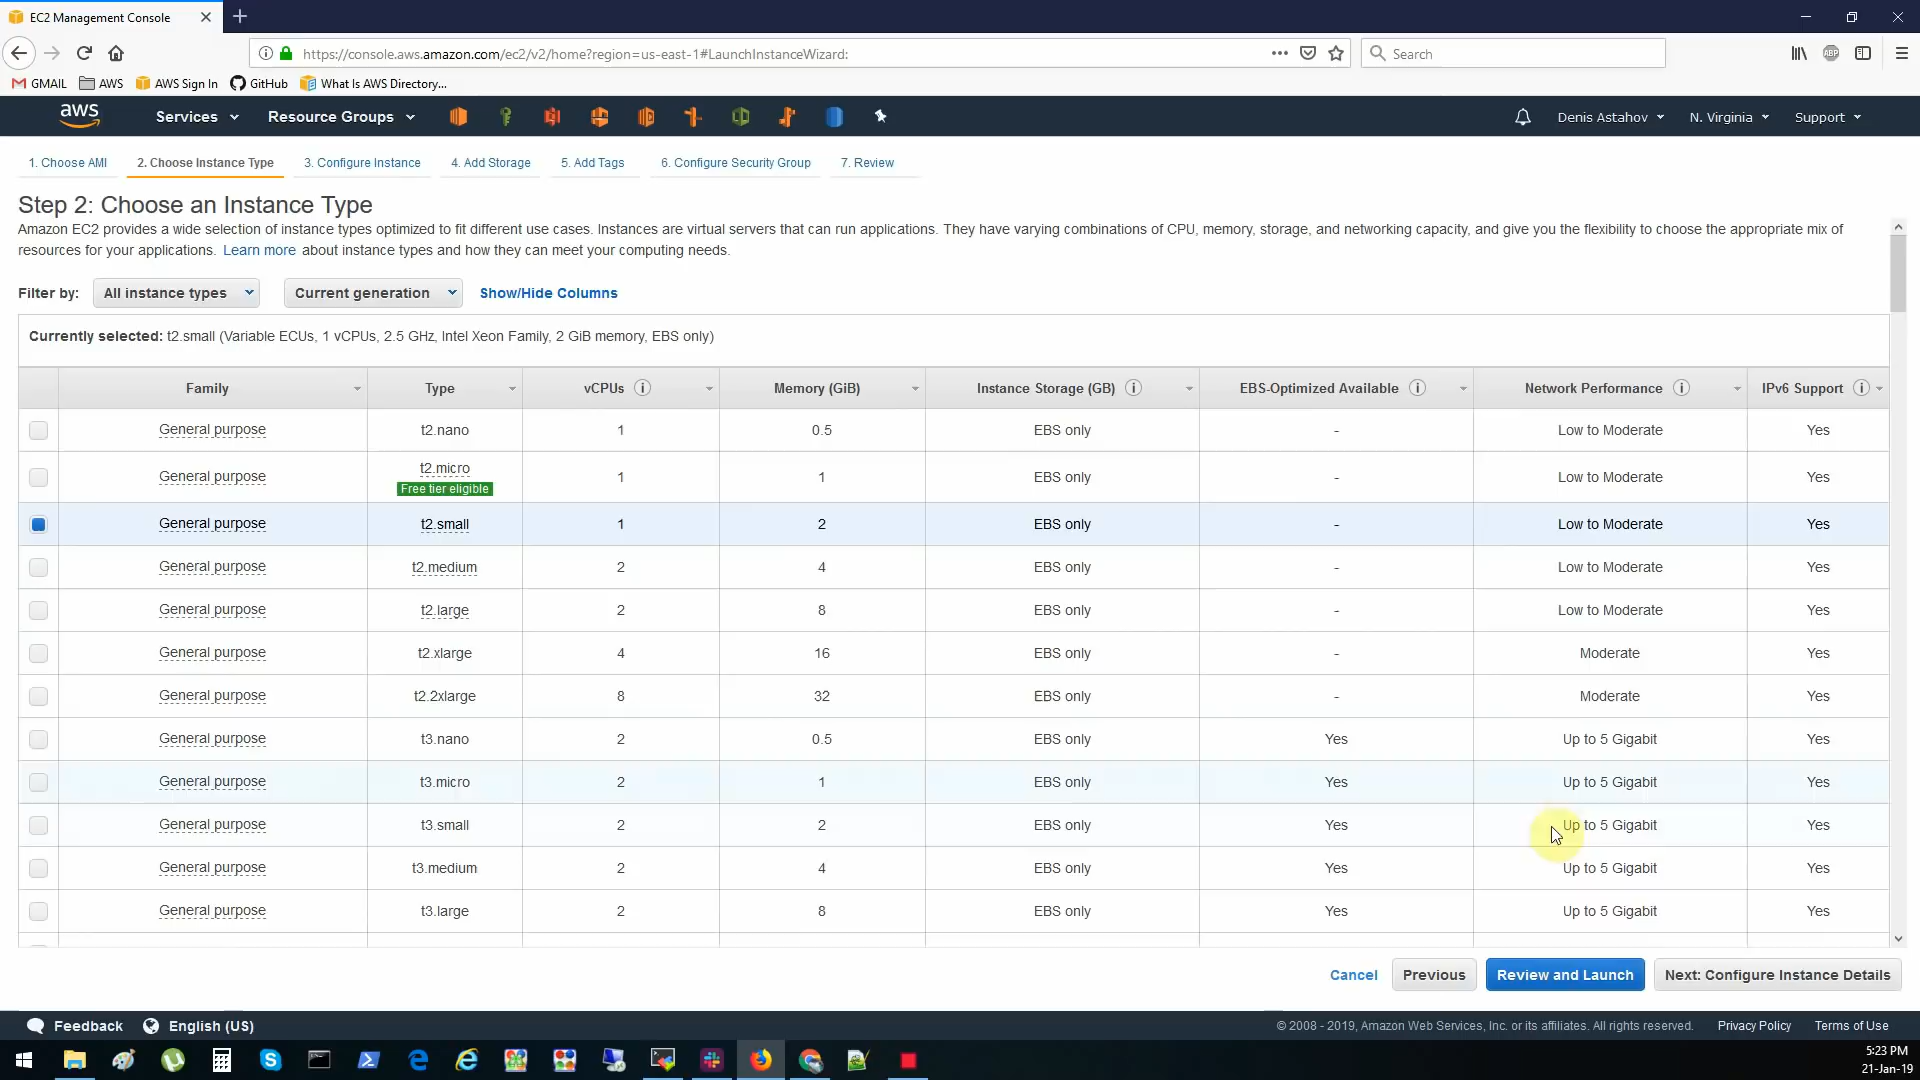 EC2 Management Console
https://console.aws.amazon.com/ec2/v2/home?region=us-east-1#LaunchInstanceWizard:
Search
GMAIL AWS AWS Sign In GitHub What Is AWS Directory...
aws Services Resource Groups Denis Astahov N. Virginia Support
1. Choose AMI 2. Choose Instance Type 3. Configure Instance 4. Add Storage 5. Add Tags 6. Configure Security Group 7. Review
Step 2: Choose an Instance Type
Amazon EC2 provides a wide selection of instance types optimized to fit different use cases. Instances are virtual servers that can run applications. They have varying combinations of CPU, memory, storage, and networking capacity, and give you the flexibility to choose the appropriate mix of
resources for your applications. Learn more about instance types and how they can meet your computing needs.
Filter by: All instance types Current generation Show/Hide Columns
Currently selected: t2.small (Variable ECUs, 1 vCPUs, 2.5 GHz, Intel Xeon Family, 2 GiB memory, EBS only)
Family Type vCPUs Memory (GiB) Instance Storage (GB) EBS-Optimized Available Network Performance IPv6 Support
General purpose t2.nano 1 0.5 EBS only - Low to Moderate Yes
General purpose t2.micro 1 1 EBS only - Low to Moderate Yes
Free tier eligible
General purpose t2.small 1 2 EBS only - Low to Moderate Yes
General purpose t2.medium 2 4 EBS only - Low to Moderate Yes
General purpose t2.large 2 8 EBS only - Low to Moderate Yes
General purpose t2.xlarge 4 16 EBS only - Moderate Yes
General purpose t2.2xlarge 8 32 EBS only - Moderate Yes
General purpose t3.nano 2 0.5 EBS only Yes Up to 5 Gigabit Yes
General purpose t3.micro 2 1 EBS only Yes Up to 5 Gigabit Yes
General purpose t3.small 2 2 EBS only Yes Up to 5 Gigabit Yes
General purpose t3.medium 2 4 EBS only Yes Up to 5 Gigabit Yes
General purpose t3.large 2 8 EBS only Yes Up to 5 Gigabit Yes
Cancel Previous Review and Launch Next: Configure Instance Details
Feedback English (US) © 2008 - 2019, Amazon Web Services, Inc. or its affiliates. All rights reserved. Privacy Policy Terms of Use
5:23 PM
21-Jan-19